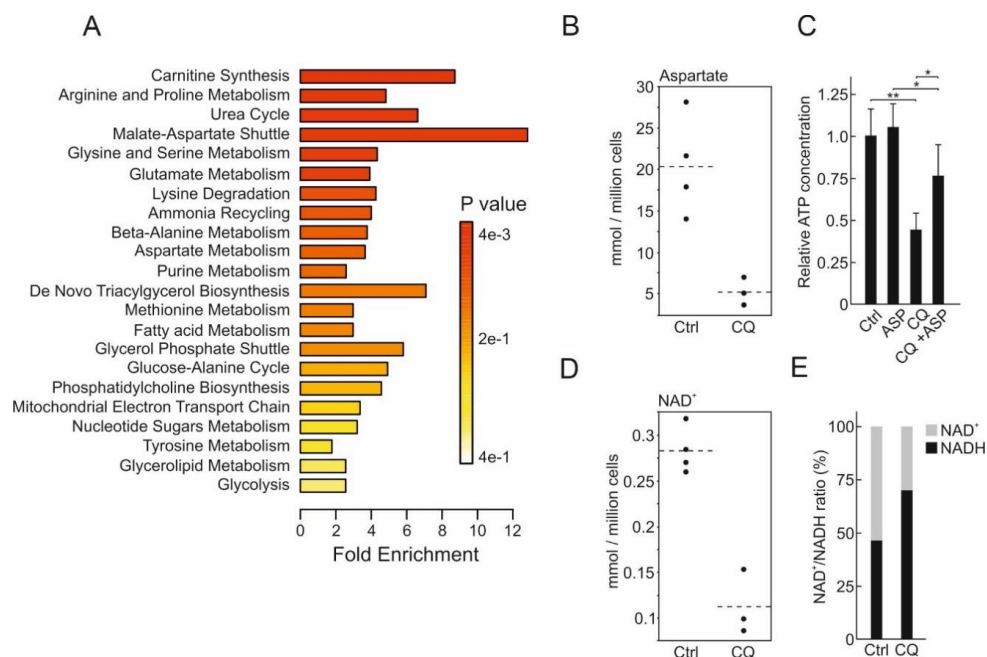 A
Carnitine Synthesis
Arginine and Proline Metabolism
Urea Cycle
Malate-Aspartate Shuttle
Glysine and Serine Metabolism
Glutamate Metabolism
Lysine Degradation
Ammonia Recycling
Beta-Alanine Metabolism
Aspartate Metabolism
Purine Metabolism
De Novo Triacylgycerol Biosynthesis
Methionine Metabolism
Fatty acid Metabolism
Glycerol Phosphate Shuttle
Glucose-Alanine Cycle
Phosphatidylcholine Biosynthesis
Mitochondrial Electron Transport Chain
Nucleotide Sugars Metabolism
Tyrosine Metabolism
Glycerolipid Metabolism
Glycolysis
0 2 4 6 8 10 12
Fold Enrichment
P value
4e-3
2e-1
4e-1
B
Aspartate
mmol / million cells
30
25
20
15
10
5
Ctrl CQ
C
Relative ATP concentration
1.25
1.0
0.75
0.5
0.25
0
*
*
**
Ctrl
ASP
CQ
CQ +ASP
D
NAD⁺
mmol / million cells
0.3
0.25
0.2
0.15
0.1
Ctrl CQ
E
NAD⁺/NADH ratio (%)
100
75
50
25
0
Ctrl CQ
NAD⁺
NADH